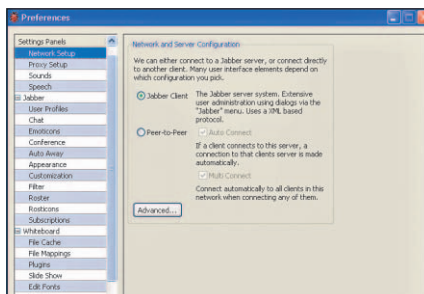 Preferences
Settings Panels
Network Setup
Proxy Setup
Sounds
Speech
Jabber
User Profiles
Chat
Emoticons
Conference
Auto Away
Appearance
Customization
Filter
Roster
Rosticons
Subscriptions
Whiteboard
File Cache
File Mappings
Plugins
Slide Show
Edit Fonts
Network and Server Configuration
We can either connect to a Jabber server, or connect directly
to another client. Many user interface elements depend on
which configuration you pick.
Jabber Client
The Jabber server system. Extensive
user administration using dialogs via the
"Jabber" menu. Uses a XML based
protocol.
Peer-to-Peer
Auto Connect
If a client connects to this server, a
connection to that clients server is made
automatically.
Multi Connect
Connect automatically to all clients in this
network when connecting any of them.
Advanced...